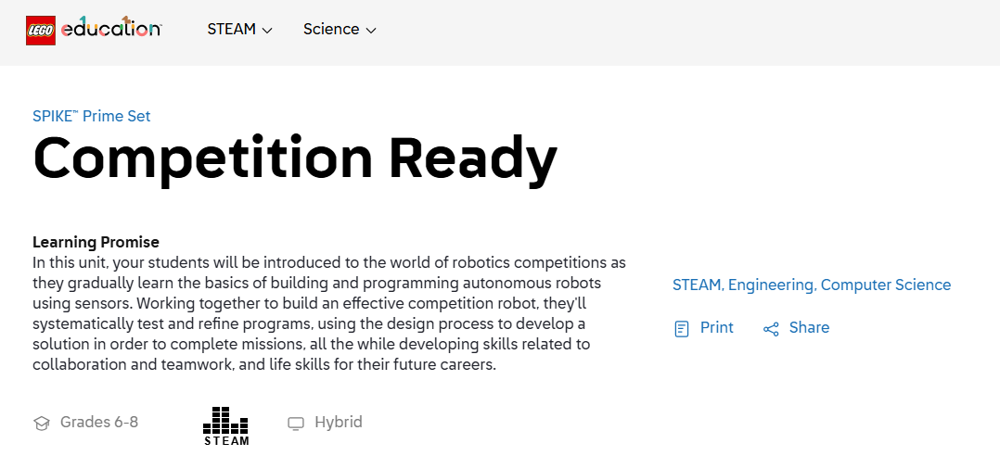 LEGO education™ STEAM Science
SPIKE™ Prime Set
Competition Ready
Learning Promise
In this unit, your students will be introduced to the world of robotics competitions as
they gradually learn the basics of building and programming autonomous robots
using sensors. Working together to build an effective competition robot, they'll
systematically test and refine programs, using the design process to develop a
solution in order to complete missions, all the while developing skills related to
collaboration and teamwork, and life skills for their future careers.
STEAM, Engineering, Computer Science
Print Share
Grades 6-8 STEAM Hybrid